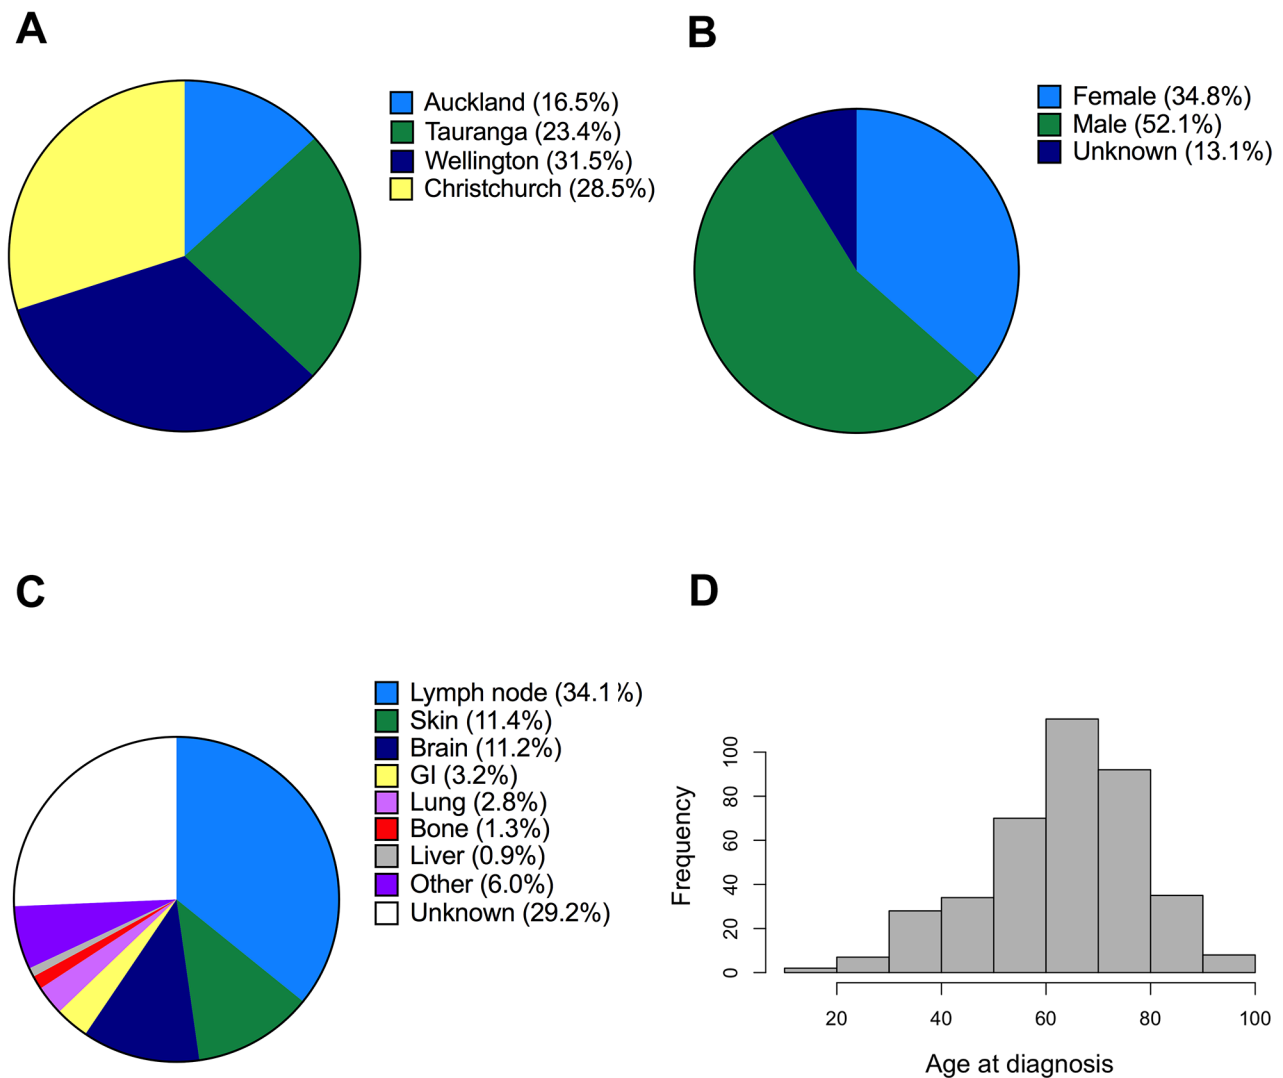 A
Auckland (16.5%)
Tauranga (23.4%)
Wellington (31.5%)
Christchurch (28.5%)
B
Female (34.8%)
Male (52.1%)
Unknown (13.1%)
C
Lymph node (34.1%)
Skin (11.4%)
Brain (11.2%)
GI (3.2%)
Lung (2.8%)
Bone (1.3%)
Liver (0.9%)
Other (6.0%)
Unknown (29.2%)
D
Frequency
100
80
60
40
20
0
20 40 60 80 100
Age at diagnosis